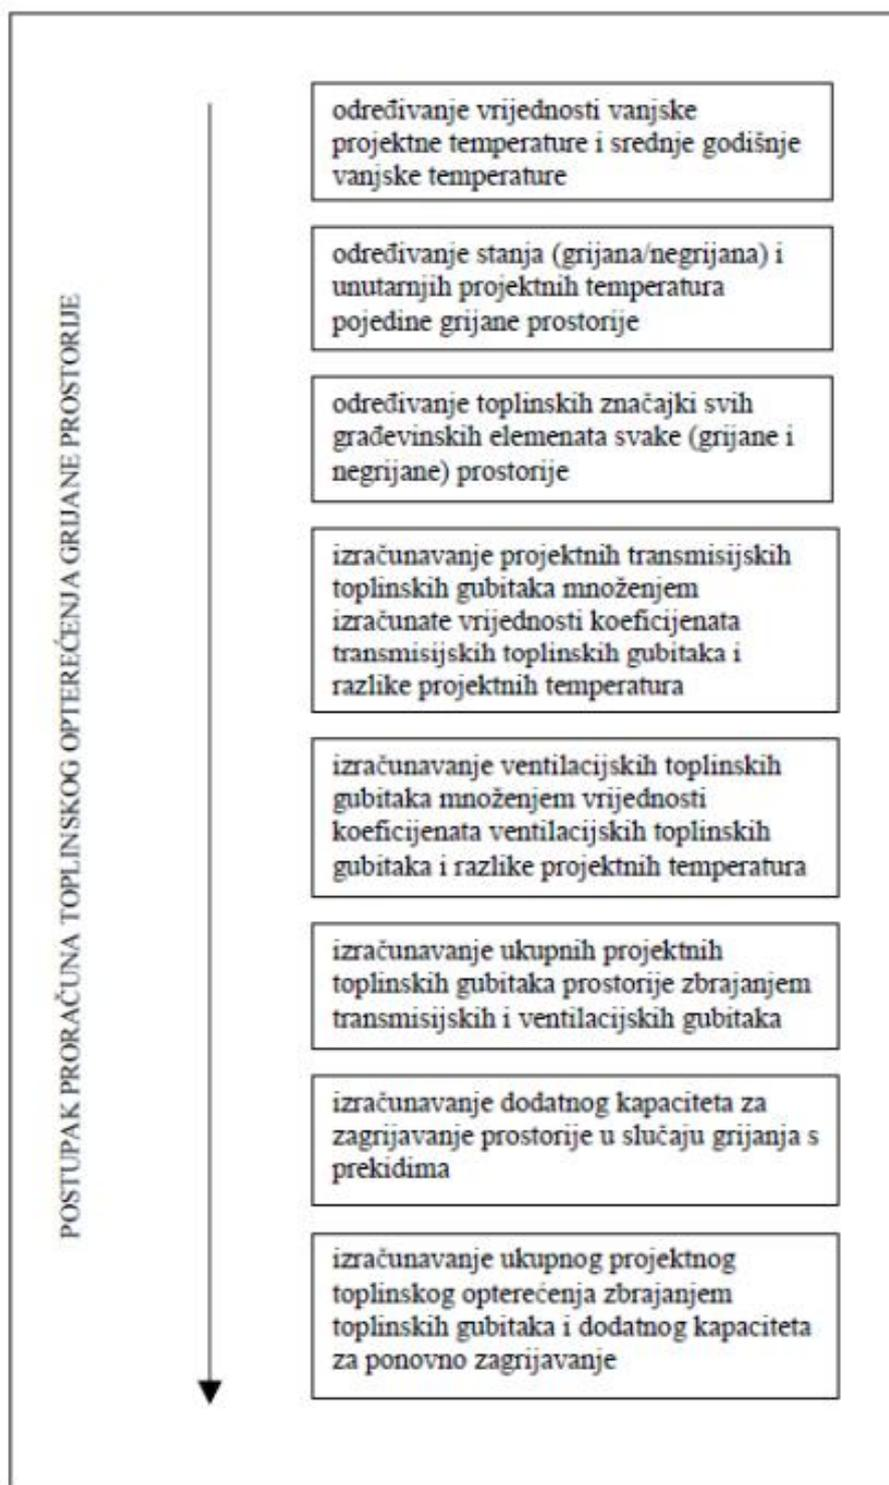 POSTUPAK PRORAČUNA TOPLINSKOG OPTEREĆENJA GRIJANE PROSTORIJE
određivanje vrijednosti vanjske
projektne temperature i srednje godišnje
vanjske temperature
određivanje stanja (grijana/negrijana) i
unutarnjih projektnih temperatura
pojedine grijane prostorije
određivanje toplinskih značajki svih
građevinskih elemenata svake (grijane i
negrijane) prostorije
izračunavanje projektnih transmisijskih
toplinskih gubitaka množenjem
izračunate vrijednosti koeficijenata
transmisijskih toplinskih gubitaka i
razlike projektnih temperatura
izračunavanje ventilacijskih toplinskih
gubitaka množenjem vrijednosti
koeficijenata ventilacijskih toplinskih
gubitaka i razlike projektnih temperatura
izračunavanje ukupnih projektnih
toplinskih gubitaka prostorije zbrajanjem
transmisijskih i ventilacijskih gubitaka
izračunavanje dodatnog kapaciteta za
zagrijavanje prostorije u slučaju grijanja s
prekidima
izračunavanje ukupnog projektnog
toplinskog opterećenja zbrajanjem
toplinskih gubitaka i dodatnog kapaciteta
za ponovno zagrijavanje